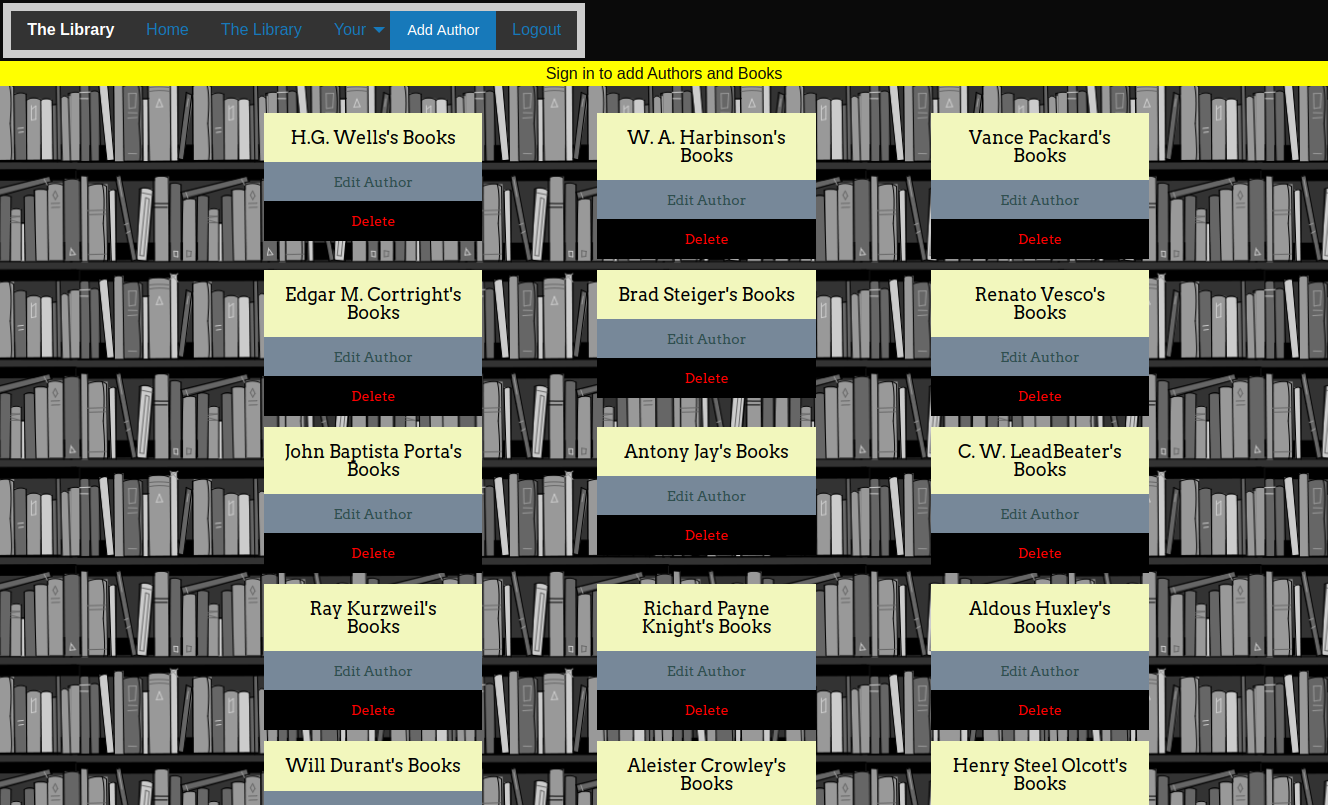 The Library Home The Library Your Add Author Logout
Sign in to add Authors and Books
H.G. Wells's Books
Edit Author
Delete
W. A. Harbinson's
Books
Edit Author
Delete
Vance Packard's
Books
Edit Author
Delete
Edgar M. Cortright's
Books
Edit Author
Delete
Brad Steiger's Books
Edit Author
Delete
Renato Vesco's
Books
Edit Author
Delete
John Baptista Porta's
Books
Edit Author
Delete
Antony Jay's Books
Edit Author
Delete
C. W. LeadBeater's
Books
Edit Author
Delete
Ray Kurzweil's
Books
Edit Author
Delete
Richard Payne
Knight's Books
Edit Author
Delete
Aldous Huxley's
Books
Edit Author
Delete
Will Durant's Books
Aleister Crowley's
Books
Henry Steel Olcott's
Books